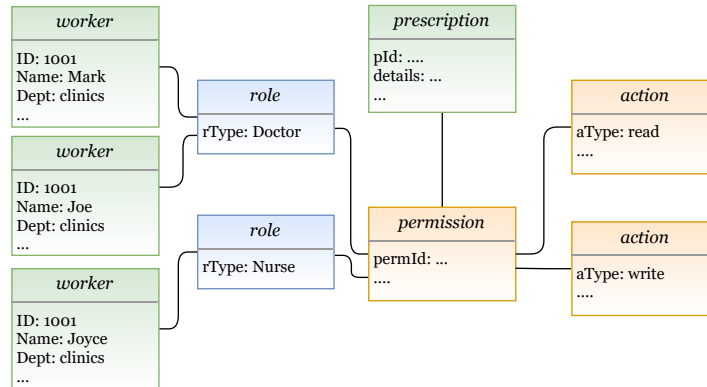 worker
ID: 1001
Name: Mark
Dept: clinics
...
worker
ID: 1001
Name: Joe
Dept: clinics
...
worker
ID: 1001
Name: Joyce
Dept: clinics
...
role
rType: Doctor
role
rType: Nurse
prescription
pId: ....
details: ...
...
permission
permId: ...
....
action
aType: read
....
action
aType: write
....